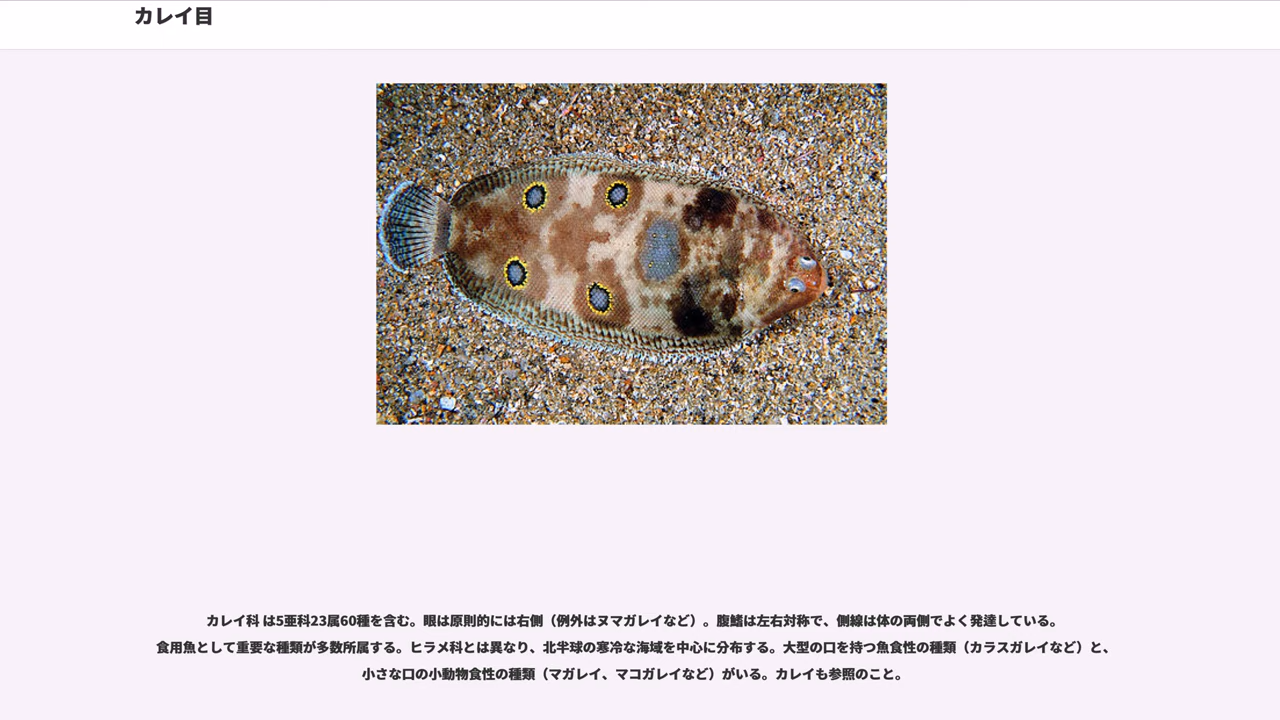 カレイ目
カレイ科 は5亜科23属60種を含む。眼は原則的には右側（例外はヌマガレイなど）。腹鰭は左右対称で、側線は体の両側でよく発達している。
食用魚として重要な種類が多数所属する。ヒラメ科とは異なり、北半球の寒冷な海域を中心に分布する。大型の口を持つ魚食性の種類（カラスガレイなど）と、
小さな口の小動物食性の種類（マガレイ、マコガレイなど）がいる。カレイも参照のこと。